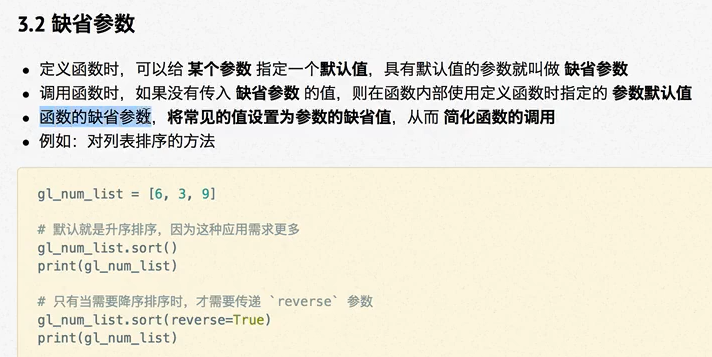 3.2 缺省参数
• 定义函数时，可以给 某个参数 指定一个默认值，具有默认值的参数就叫做 缺省参数
• 调用函数时，如果没有传入 缺省参数 的值，则在函数内部使用定义函数时指定的 参数默认值
• 函数的缺省参数，将常见的值设置为参数的缺省值，从而 简化函数的调用
• 例如：对列表排序的方法
gl_num_list = [6, 3, 9]
# 默认就是升序排序，因为这种应用需求更多
gl_num_list.sort()
print(gl_num_list)
# 只有当需要降序排序时，才需要传递 `reverse` 参数
gl_num_list.sort(reverse=True)
print(gl_num_list)